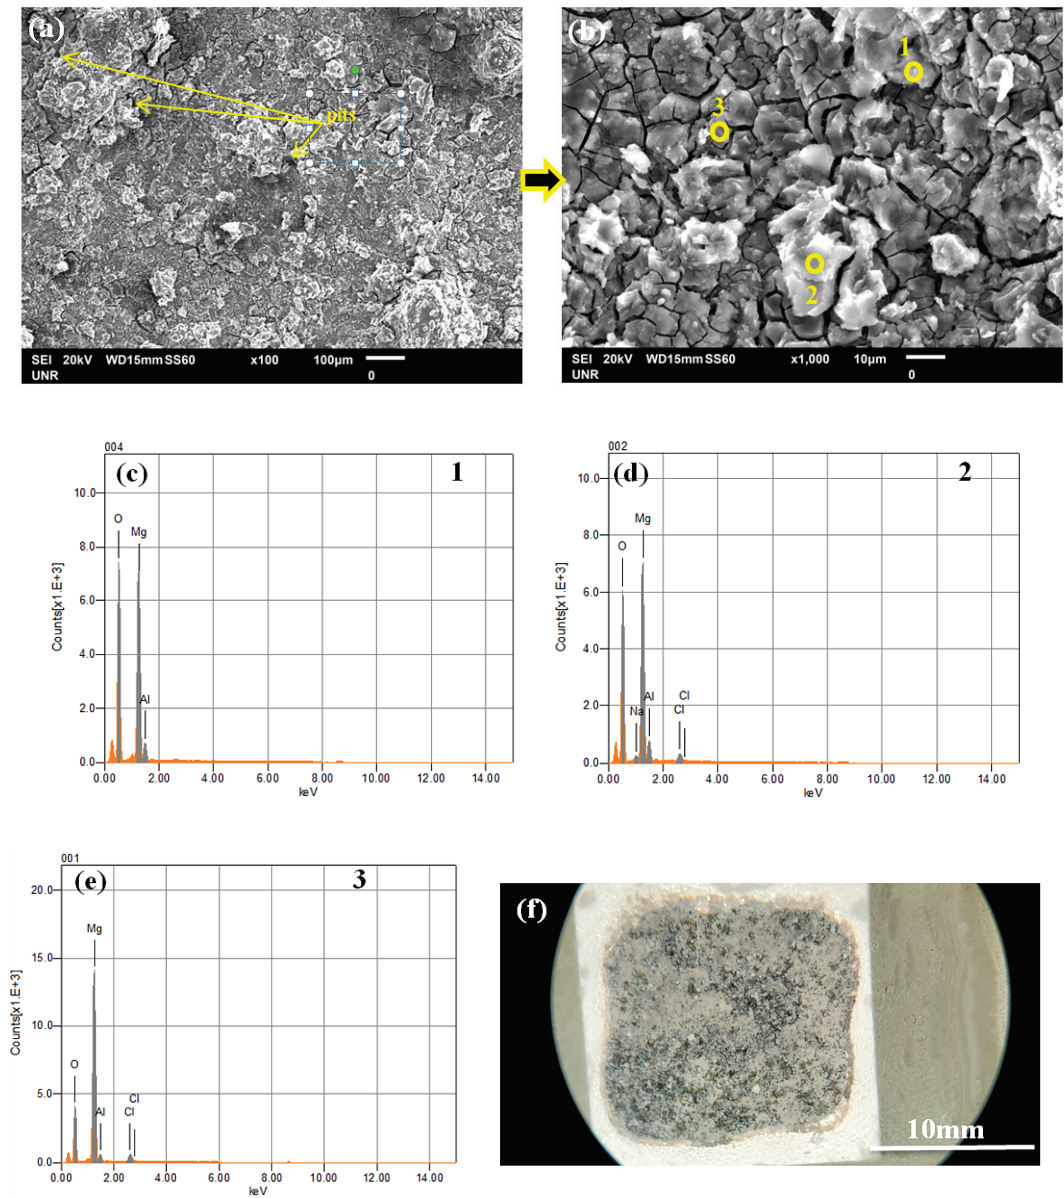 (a)
pits
SEI 20kV WD15mm SS60 x100 100µm
UNR 0
(b)
1
3
2
SEI 20kV WD15mm SS60 x1,000 10µm
UNR 0
004
(c) 1
Counts[x1.E+3]
10.0
8.0
6.0
4.0
2.0
0.0
O
Mg
Al
0.00 2.00 4.00 6.00 8.00 10.00 12.00 14.00
keV
002
(d) 2
Counts[x1.E+3]
10.0
8.0
6.0
4.0
2.0
0.0
Mg
O
Na
Al
Cl
Cl
0.00 2.00 4.00 6.00 8.00 10.00 12.00 14.00
keV
001
(e) 3
Counts[x1.E+3]
20.0
15.0
10.0
5.0
0.0
Mg
O
Al
Cl
Cl
0.00 2.00 4.00 6.00 8.00 10.00 12.00 14.00
keV
(f)
10mm